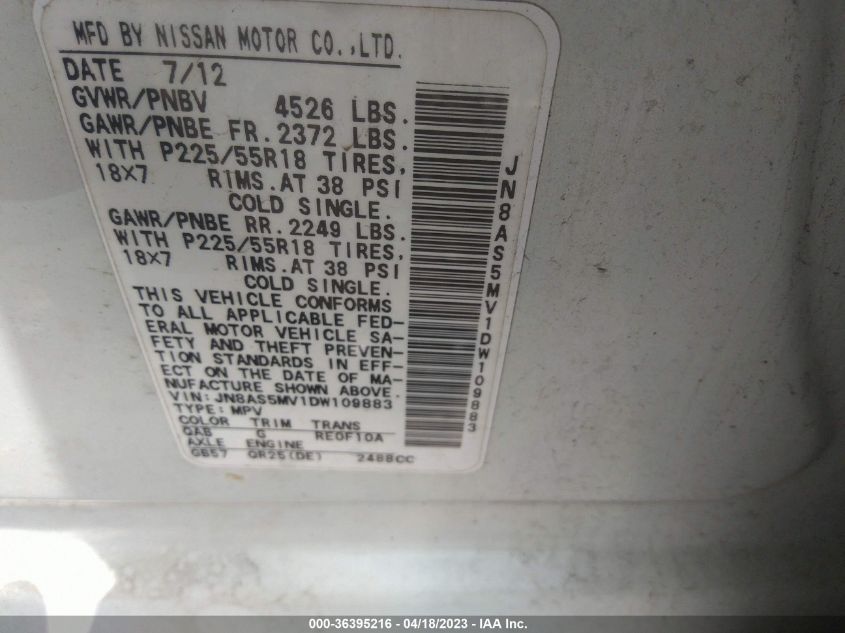 MFD BY NISSAN MOTOR CO.,LTD.
DATE 7/12
GVWR/PNBV 4526 LBS.
GAWR/PNBE FR. 2372 LBS.
WITH P225/55R18 TIRES,
18X7 RIMS. AT 38 PSI
COLD SINGLE.
GAWR/PNBE RR. 2249 LBS.
WITH P225/55R18 TIRES,
18X7 RIMS. AT 38 PSI
COLD SINGLE.
THIS VEHICLE CONFORMS
TO ALL APPLICABLE FED-
ERAL MOTOR VEHICLE SA-
FETY AND THEFT PREVEN-
TION STANDARDS IN EFF-
ECT ON THE DATE OF MA-
NUFACTURE SHOWN ABOVE.
VIN: JN8AS5MV1DW109883
TYPE: MPV
COLOR TRIM TRANS
QAB G RE0F10A
AXLE ENGINE
GB57 QR25(DE) 2488CC
JN8AS5MV1DW109883
000-36395216 - 04/18/2023 - IAA Inc.